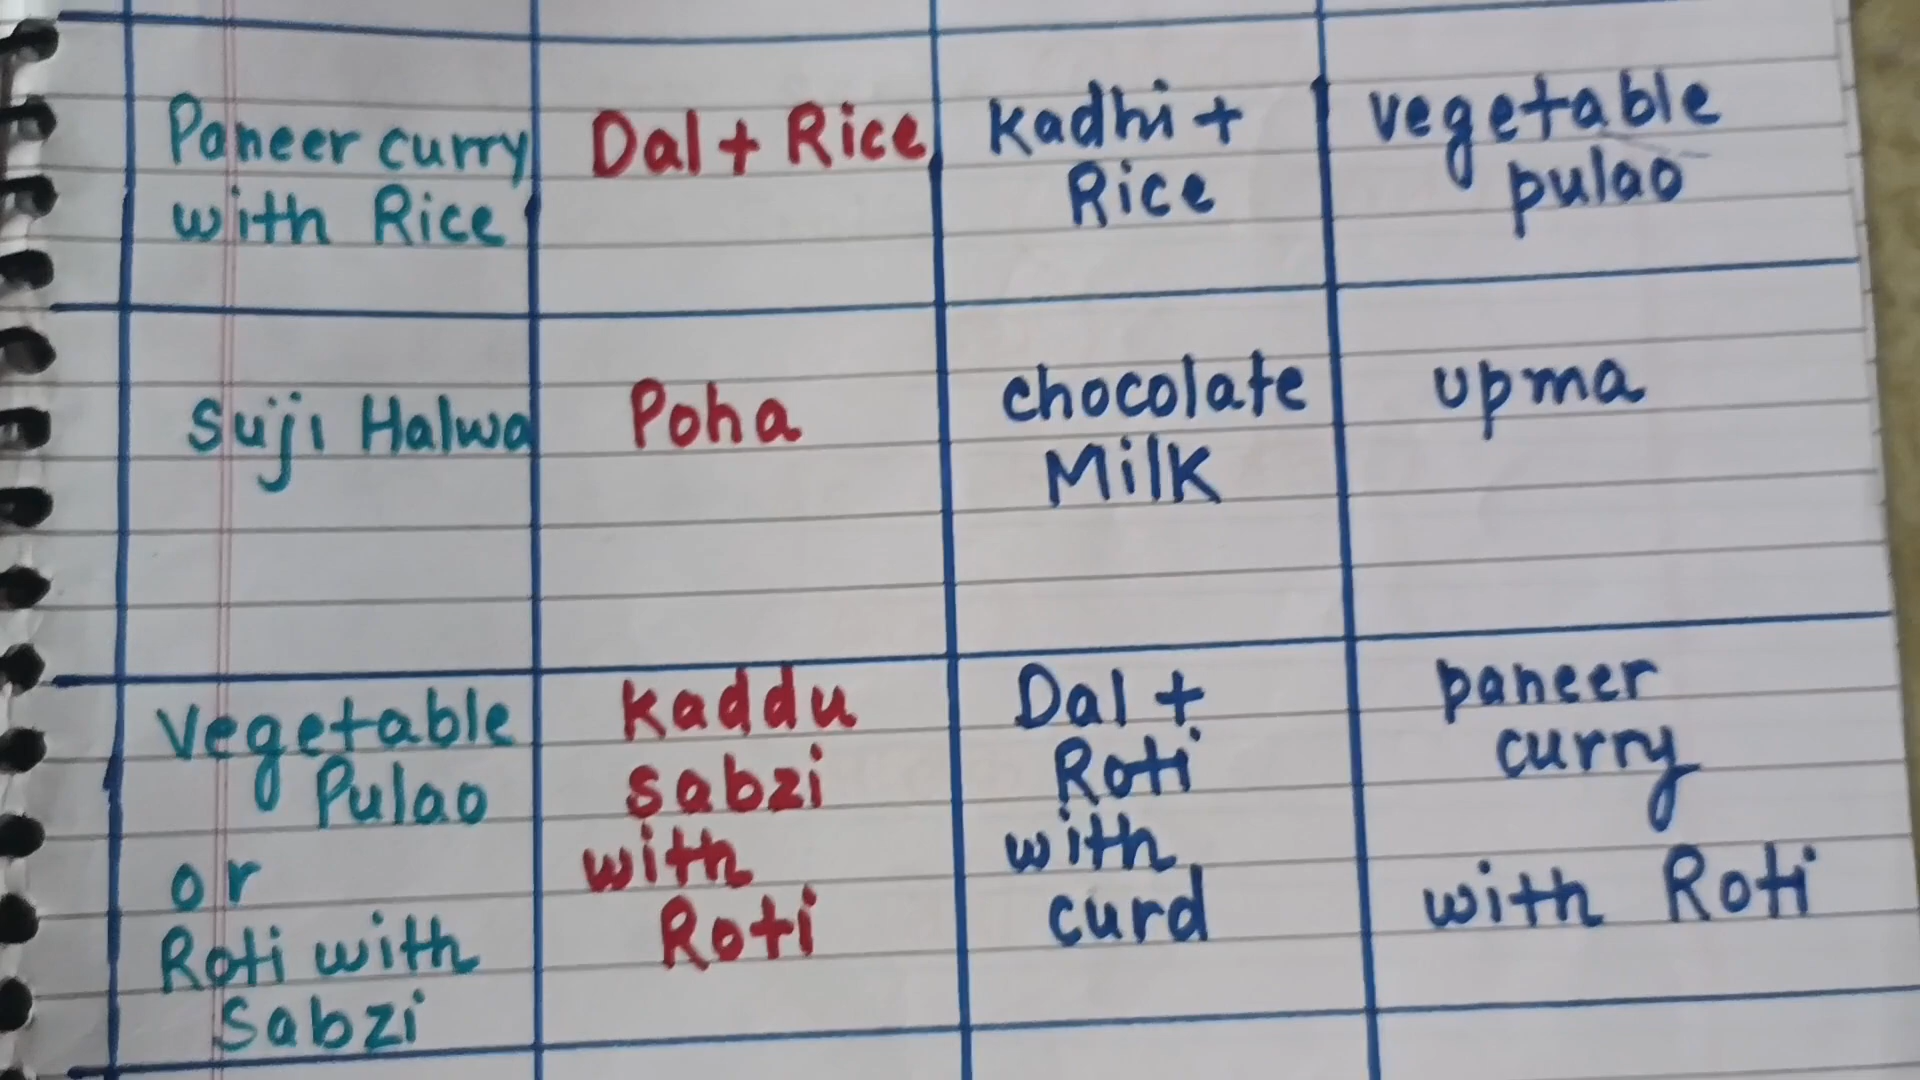 Paneer curry
with Rice
Dal + Rice
Kadhi +
Rice
vegetable
pulao
Suji Halwa
Poha
chocolate
Milk
upma
Vegetable
Pulao
or
Roti with
Sabzi
Kaddu
sabzi
with
Roti
Dal +
Roti
with
curd
paneer
curry
with Roti